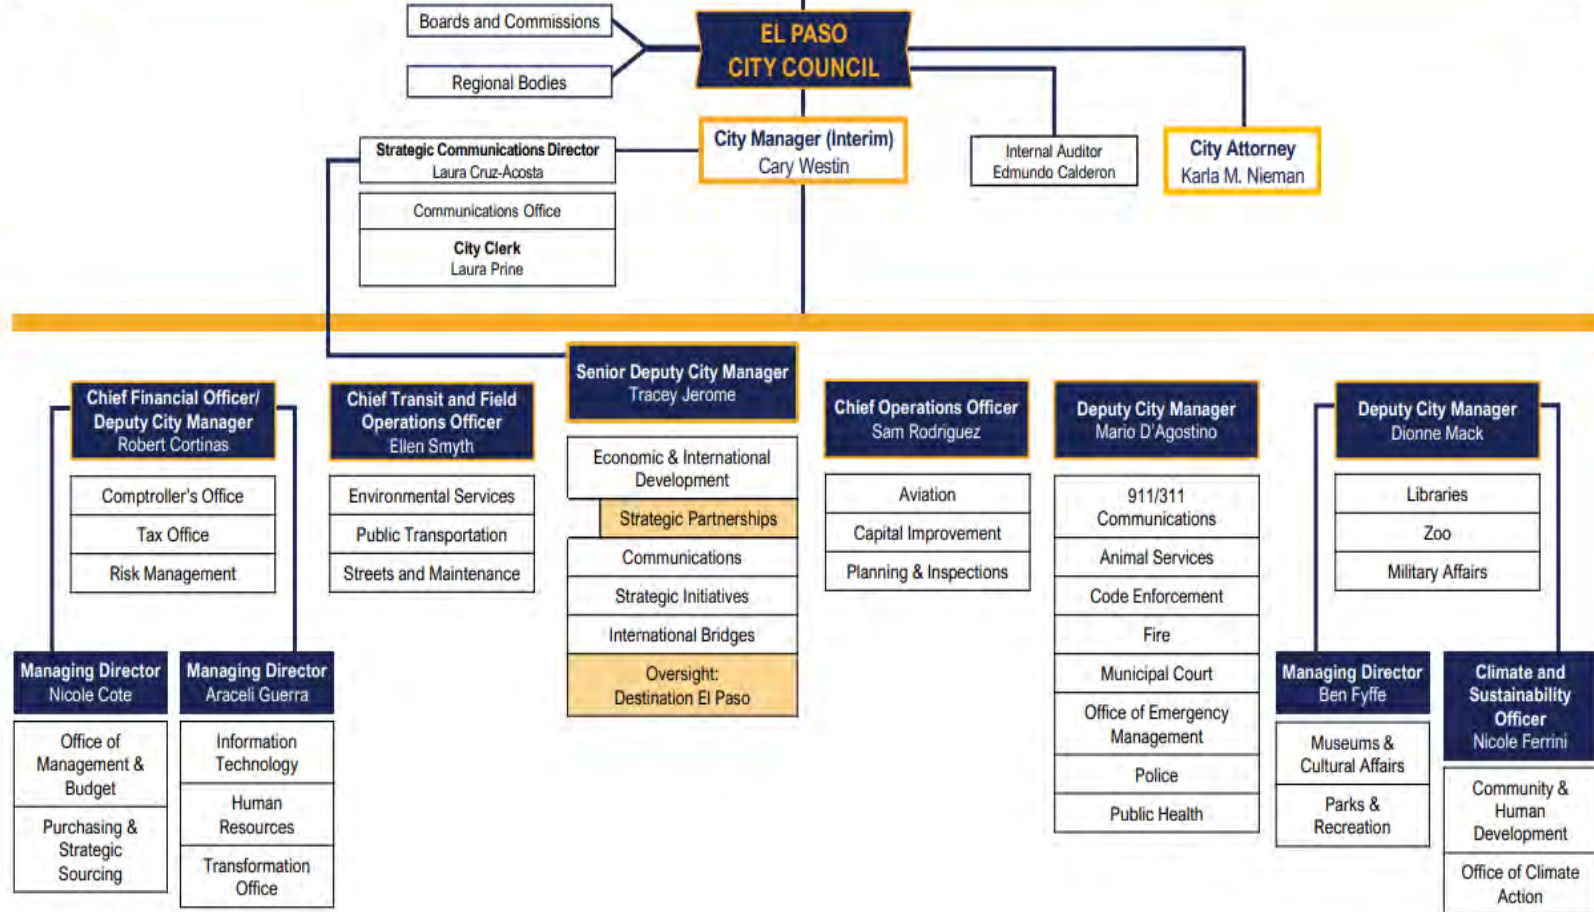 Boards and Commissions
Regional Bodies
EL PASO
CITY COUNCIL
Strategic Communications Director
Laura Cruz-Acosta
Communications Office
City Clerk
Laura Prine
City Manager (Interim)
Cary Westin
Internal Auditor
Edmundo Calderon
City Attorney
Karla M. Nieman
Chief Financial Officer/
Deputy City Manager
Robert Cortinas
Comptroller's Office
Tax Office
Risk Management
Managing Director
Nicole Cote
Office of
Management &
Budget
Purchasing &
Strategic
Sourcing
Managing Director
Araceli Guerra
Information
Technology
Human
Resources
Transformation
Office
Chief Transit and Field
Operations Officer
Ellen Smyth
Environmental Services
Public Transportation
Streets and Maintenance
Senior Deputy City Manager
Tracey Jerome
Economic & International
Development
Strategic Partnerships
Communications
Strategic Initiatives
International Bridges
Oversight:
Destination El Paso
Chief Operations Officer
Sam Rodriguez
Aviation
Capital Improvement
Planning & Inspections
Deputy City Manager
Mario D'Agostino
911/311
Communications
Animal Services
Code Enforcement
Fire
Municipal Court
Office of Emergency
Management
Police
Public Health
Deputy City Manager
Dionne Mack
Libraries
Zoo
Military Affairs
Managing Director
Ben Fyffe
Museums &
Cultural Affairs
Parks &
Recreation
Climate and
Sustainability
Officer
Nicole Ferrini
Community &
Human
Development
Office of Climate
Action